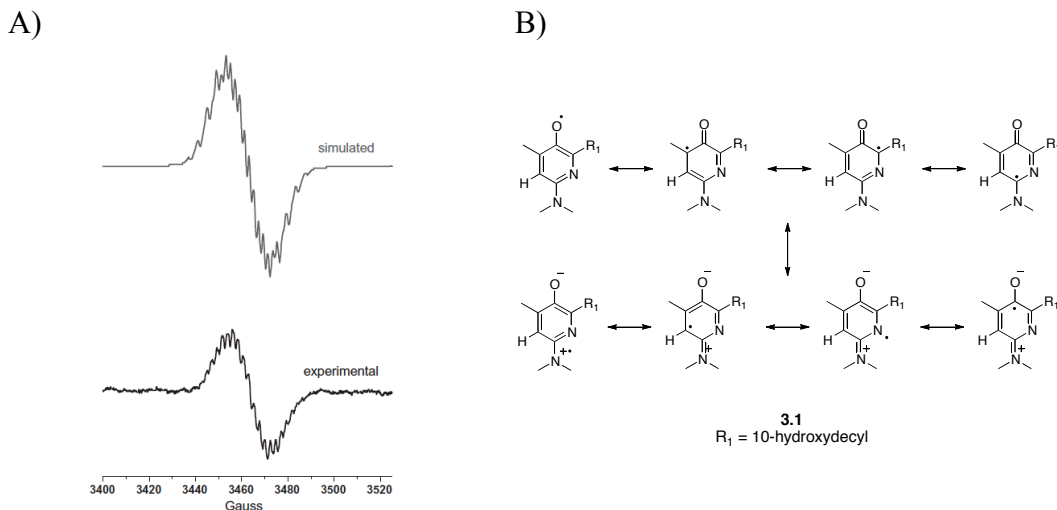 A)
B)
simulated
experimental
3400 3420 3440 3460 3480 3500 3520
Gauss
O R₁ H N N
O R₁ H N N
O R₁ H N N
O R₁ H N N
O − R₁ H N N +
O − R₁ H N N +
O − R₁ H N N +
O − R₁ H N N +
3.1
R₁ = 10-hydroxydecyl